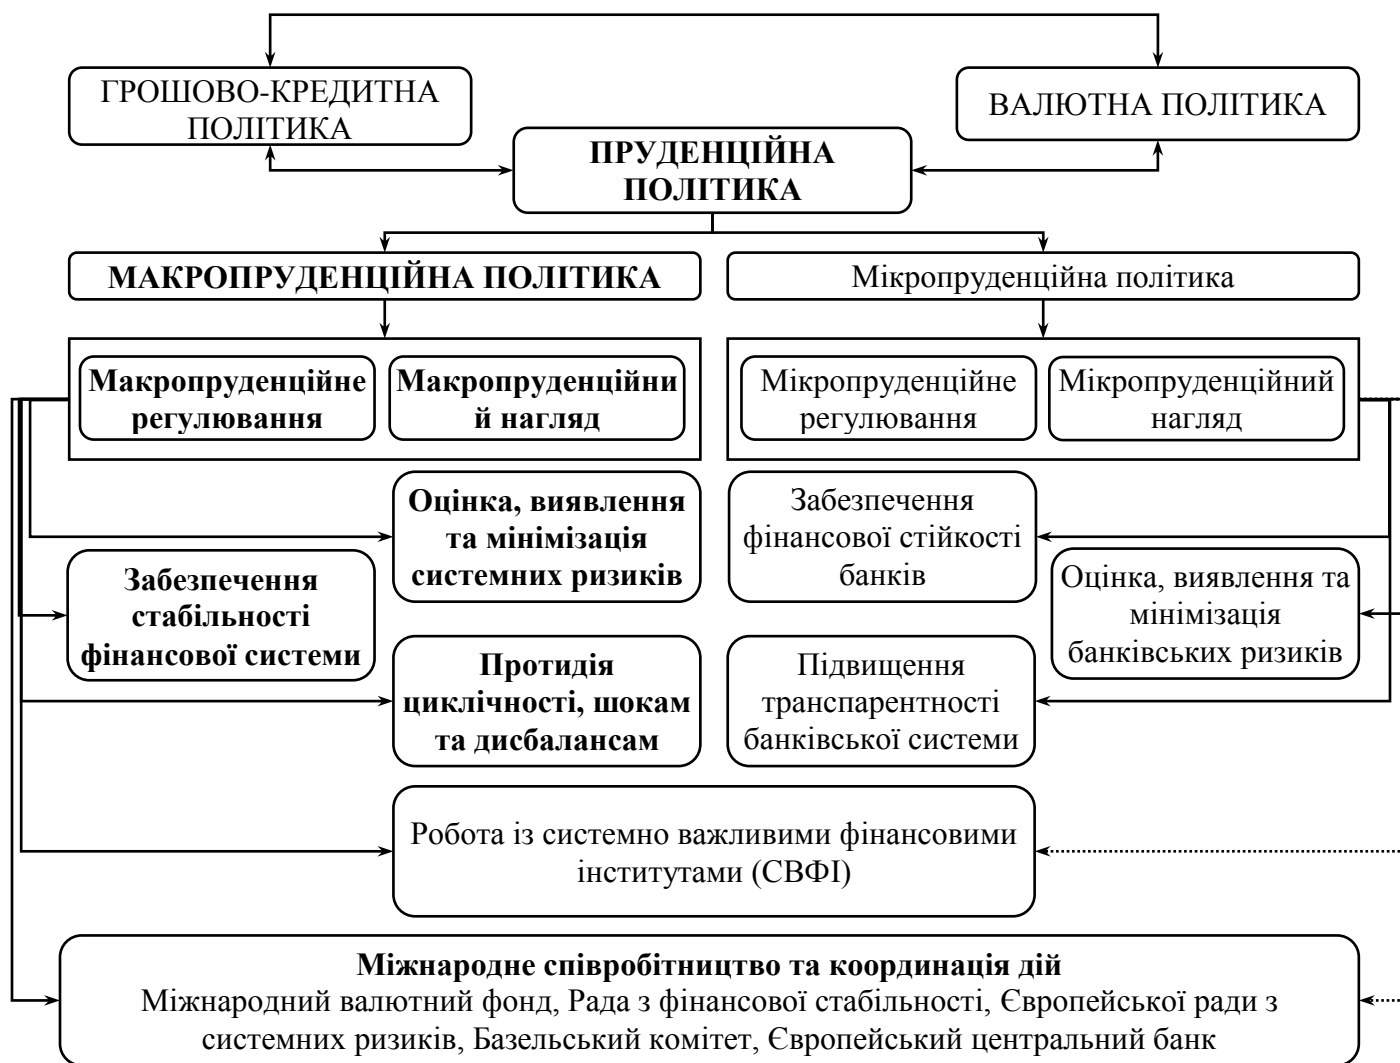 ГРОШОВО-КРЕДИТНА
ПОЛІТИКА
ВАЛЮТНА ПОЛІТИКА
ПРУДЕНЦІЙНА
ПОЛІТИКА
МАКРОПРУДЕНЦІЙНА ПОЛІТИКА
Мікропруденційна політика
Макропруденційне
регулювання
Макропруденційни
й нагляд
Мікропруденційне
регулювання
Мікропруденційний
нагляд
Оцінка, виявлення
та мінімізація
системних ризиків
Забезпечення
фінансової стійкості
банків
Забезпечення
стабільності
фінансової системи
Оцінка, виявлення та
мінімізація
банківських ризиків
Протидія
циклічності, шокам
та дисбалансам
Підвищення
транспарентності
банківської системи
Робота із системно важливими фінансовими
інститутами (СВФІ)
Міжнародне співробітництво та координація дій
Міжнародний валютний фонд, Рада з фінансової стабільності, Європейської ради з
системних ризиків, Базельський комітет, Європейський центральний банк